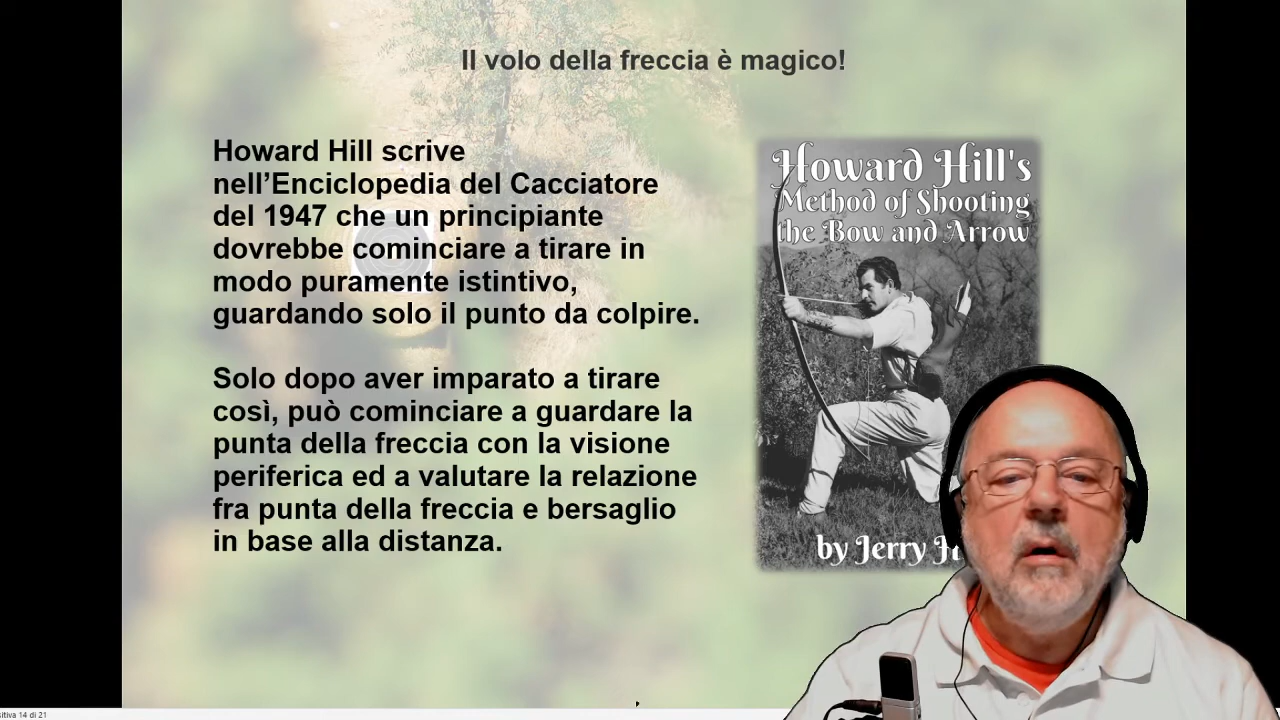 Il volo della freccia è magico!
Howard Hill scrive
nell’Enciclopedia del Cacciatore
del 1947 che un principiante
dovrebbe cominciare a tirare in
modo puramente istintivo,
guardando solo il punto da colpire.
Solo dopo aver imparato a tirare
così, può cominciare a guardare la
punta della freccia con la visione
periferica ed a valutare la relazione
fra punta della freccia e bersaglio
in base alla distanza.
Howard Hill's
Method of Shooting
the Bow and Arrow
by Jerry
14 di 21